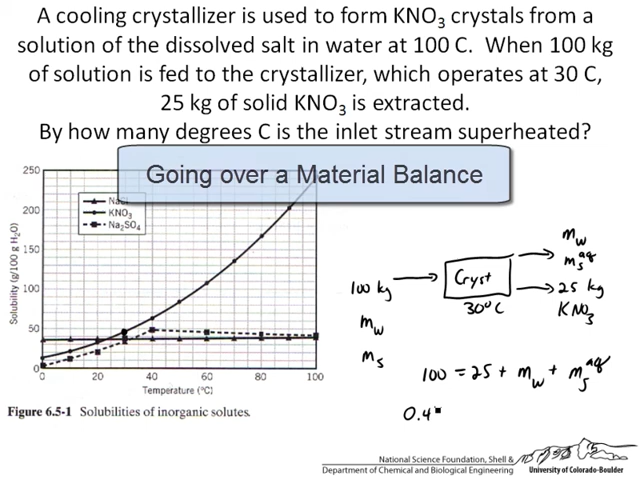 A cooling crystallizer is used to form KNO3 crystals from a
solution of the dissolved salt in water at 100 C. When 100 kg
of solution is fed to the crystallizer, which operates at 30 C,
25 kg of solid KNO3 is extracted.
By how many degrees C is the inlet stream superheated?
Going over a Material Balance
250
200
150
100
50
0
Solubility (g/100 g H2O)
NaCl
KNO3
Na2SO4
0
20
40
60
80
100
Temperature (°C)
Figure 6.5-1 Solubilities of inorganic solutes.
100 kg
mw
ms
Cryst
30°C
mw
ms aq
25 kg
KNO3
100 = 25 + mw + ms aq
0.4
National Science Foundation, Shell &
Department of Chemical and Biological Engineering
University of Colorado-Boulder